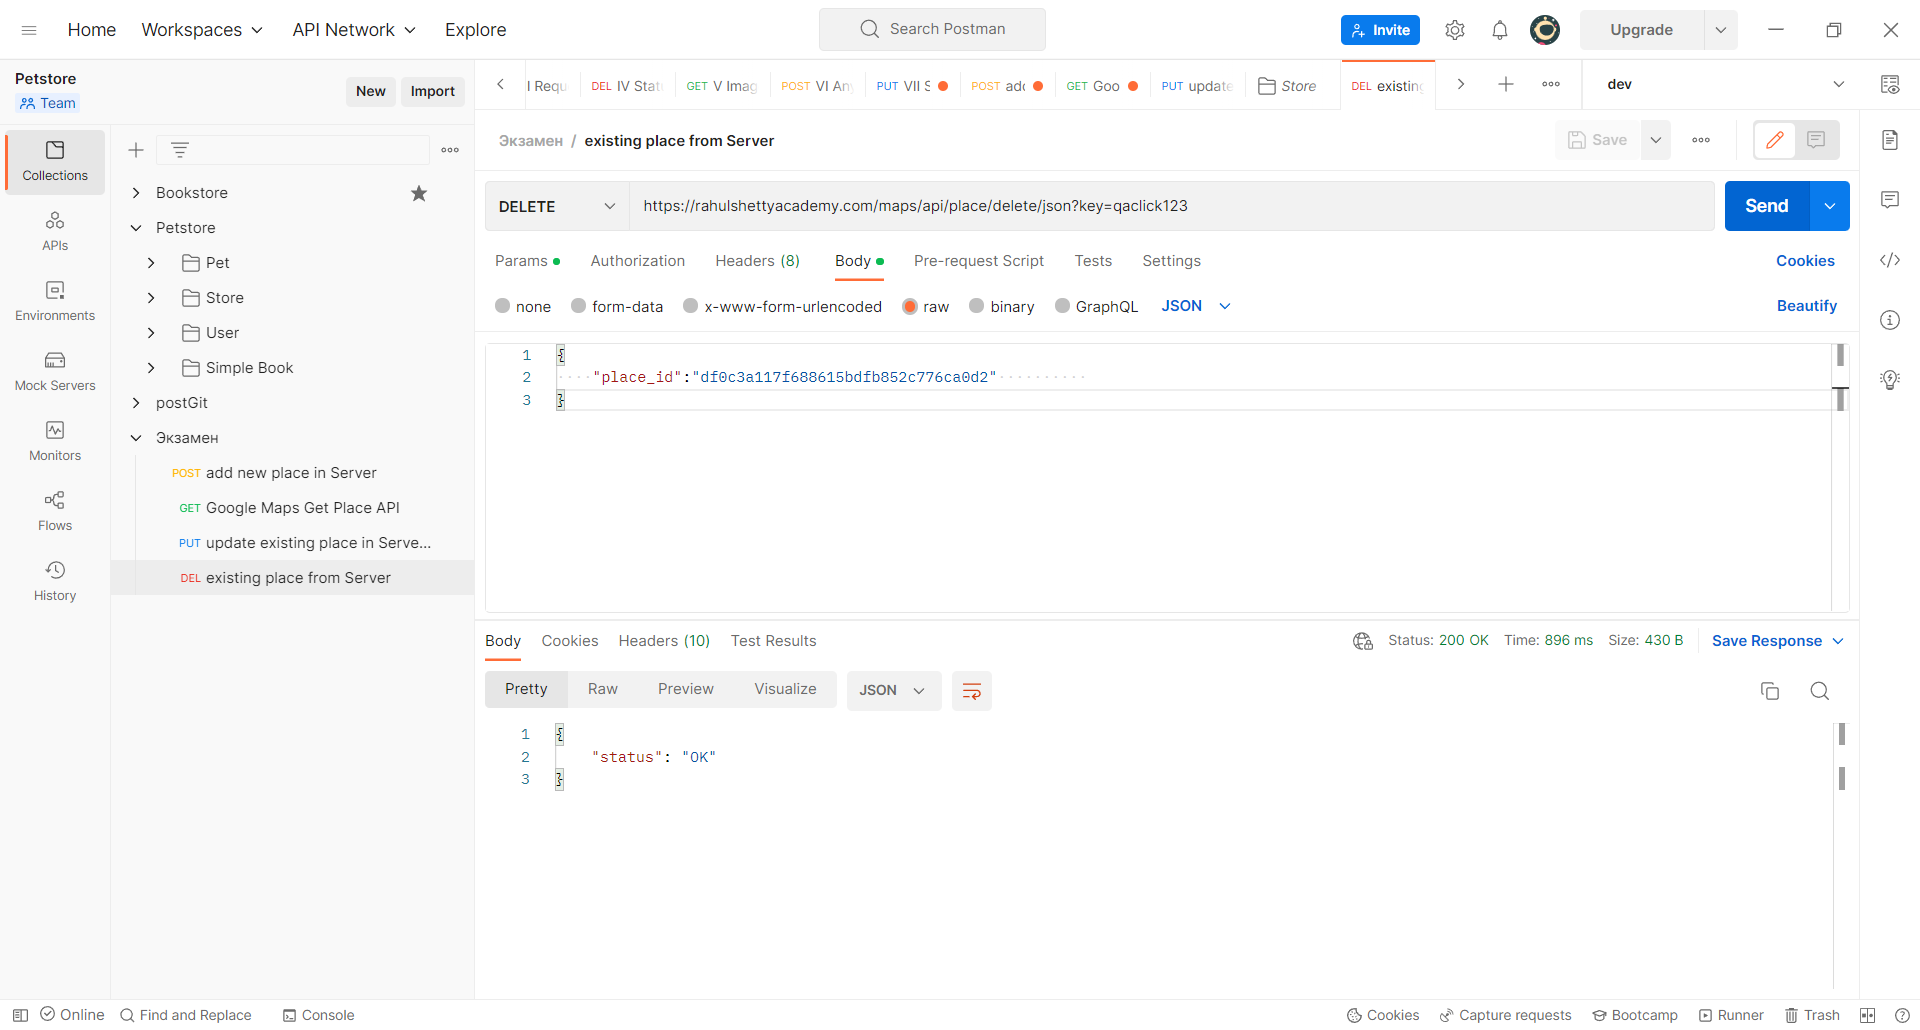 Home Workspaces API Network Explore Search Postman Invite Upgrade
Petstore
Team
New Import
I Requ DEL IV Stat GET V Imag POST VI An PUT VII S POST adc GET Goo PUT update Store DEL existing dev
Collections
APIs
Environments
Mock Servers
Monitors
Flows
History
Bookstore
Petstore
Pet
Store
User
Simple Book
postGit
Экзамен
POST add new place in Server
GET Google Maps Get Place API
PUT update existing place in Serve...
DEL existing place from Server
Экзамен / existing place from Server Save
DELETE https://rahulshettyacademy.com/maps/api/place/delete/json?key=qaclick123 Send
Params Authorization Headers (8) Body Pre-request Script Tests Settings Cookies
none form-data x-www-form-urlencoded raw binary GraphQL JSON Beautify
1 {
2 "place_id":"df0c3a117f688615bdfb852c776ca0d2"
3 }
Body Cookies Headers (10) Test Results Status: 200 OK Time: 896 ms Size: 430 B Save Response
Pretty Raw Preview Visualize JSON
1 {
2 "status": "OK"
3 }
Online Find and Replace Console Cookies Capture requests Bootcamp Runner Trash